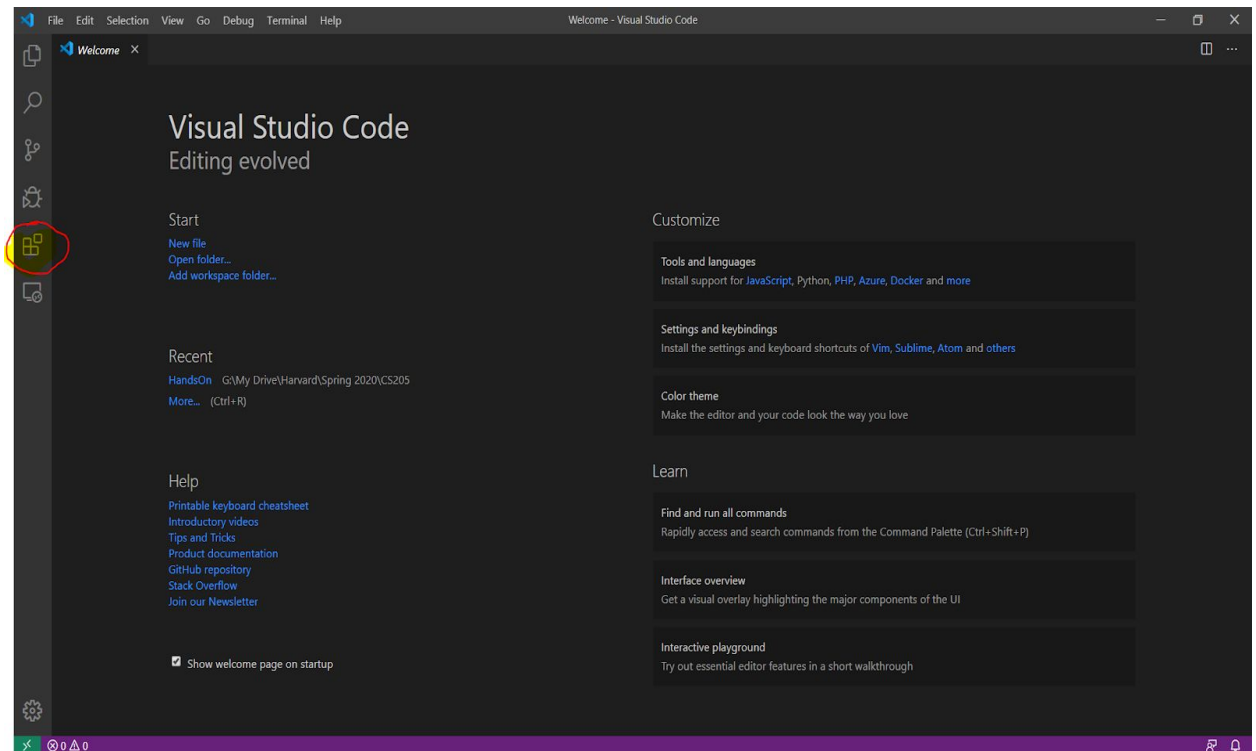 File Edit Selection View Go Debug Terminal Help
Welcome - Visual Studio Code
Welcome
Visual Studio Code
Editing evolved
Start
New file
Open folder...
Add workspace folder...
Recent
HandsOn G:\My Drive\Harvard\Spring 2020\CS205
More... (Ctrl+R)
Help
Printable keyboard cheatsheet
Introductory videos
Tips and Tricks
Product documentation
GitHub repository
Stack Overflow
Join our Newsletter
Show welcome page on startup
Customize
Tools and languages
Install support for JavaScript, Python, PHP, Azure, Docker and more
Settings and keybindings
Install the settings and keyboard shortcuts of Vim, Sublime, Atom and others
Color theme
Make the editor and your code look the way you love
Learn
Find and run all commands
Rapidly access and search commands from the Command Palette (Ctrl+Shift+P)
Interface overview
Get a visual overlay highlighting the major components of the UI
Interactive playground
Try out essential editor features in a short walkthrough
0 0